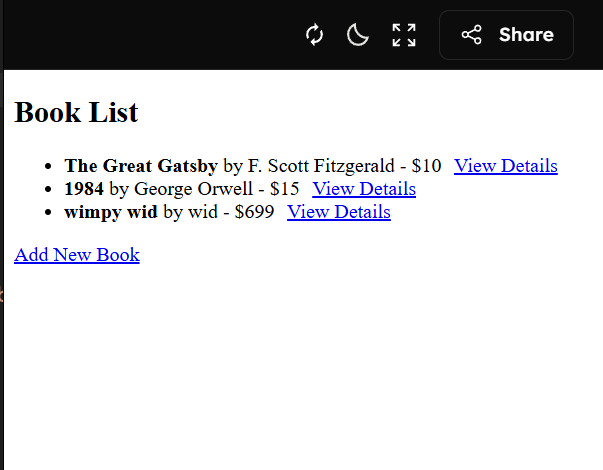 Share
Book List
The Great Gatsby by F. Scott Fitzgerald - $10 View Details
1984 by George Orwell - $15 View Details
wimpy wid by wid - $699 View Details
Add New Book